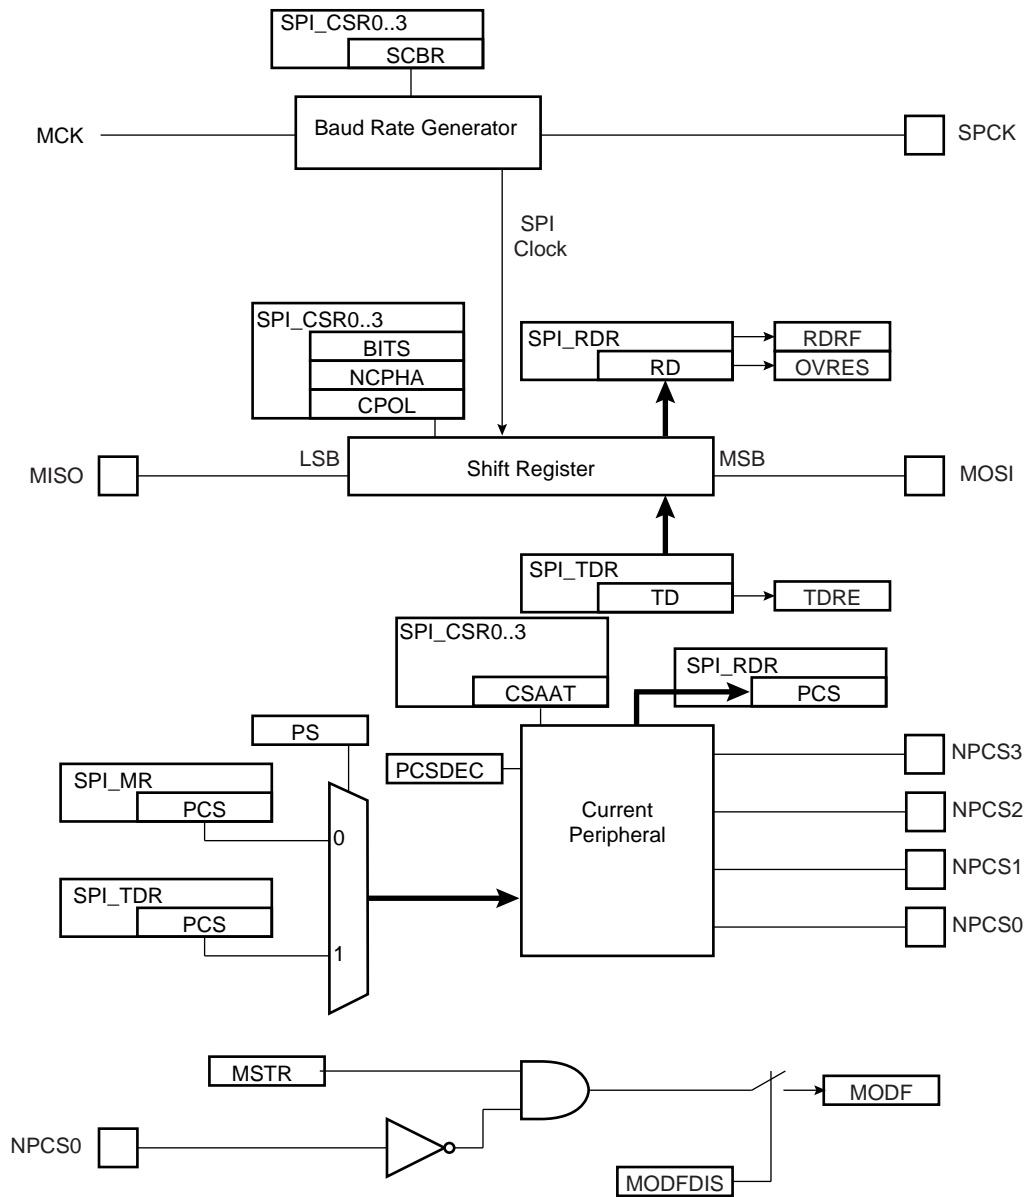 SPI_CSR0..3
SCBR
MCK
Baud Rate Generator
SPCK
SPI
Clock
SPI_CSR0..3
BITS
NCPHA
CPOL
SPI_RDR
RD
RDRF
OVRES
MISO
LSB
Shift Register
MSB
MOSI
SPI_TDR
TD
TDRE
SPI_CSR0..3
CSAAT
SPI_RDR
PCS
PS
PCSDEC
Current
Peripheral
NPCS3
NPCS2
NPCS1
NPCS0
SPI_MR
PCS
0
SPI_TDR
PCS
1
MSTR
MODF
NPCS0
MODFDIS